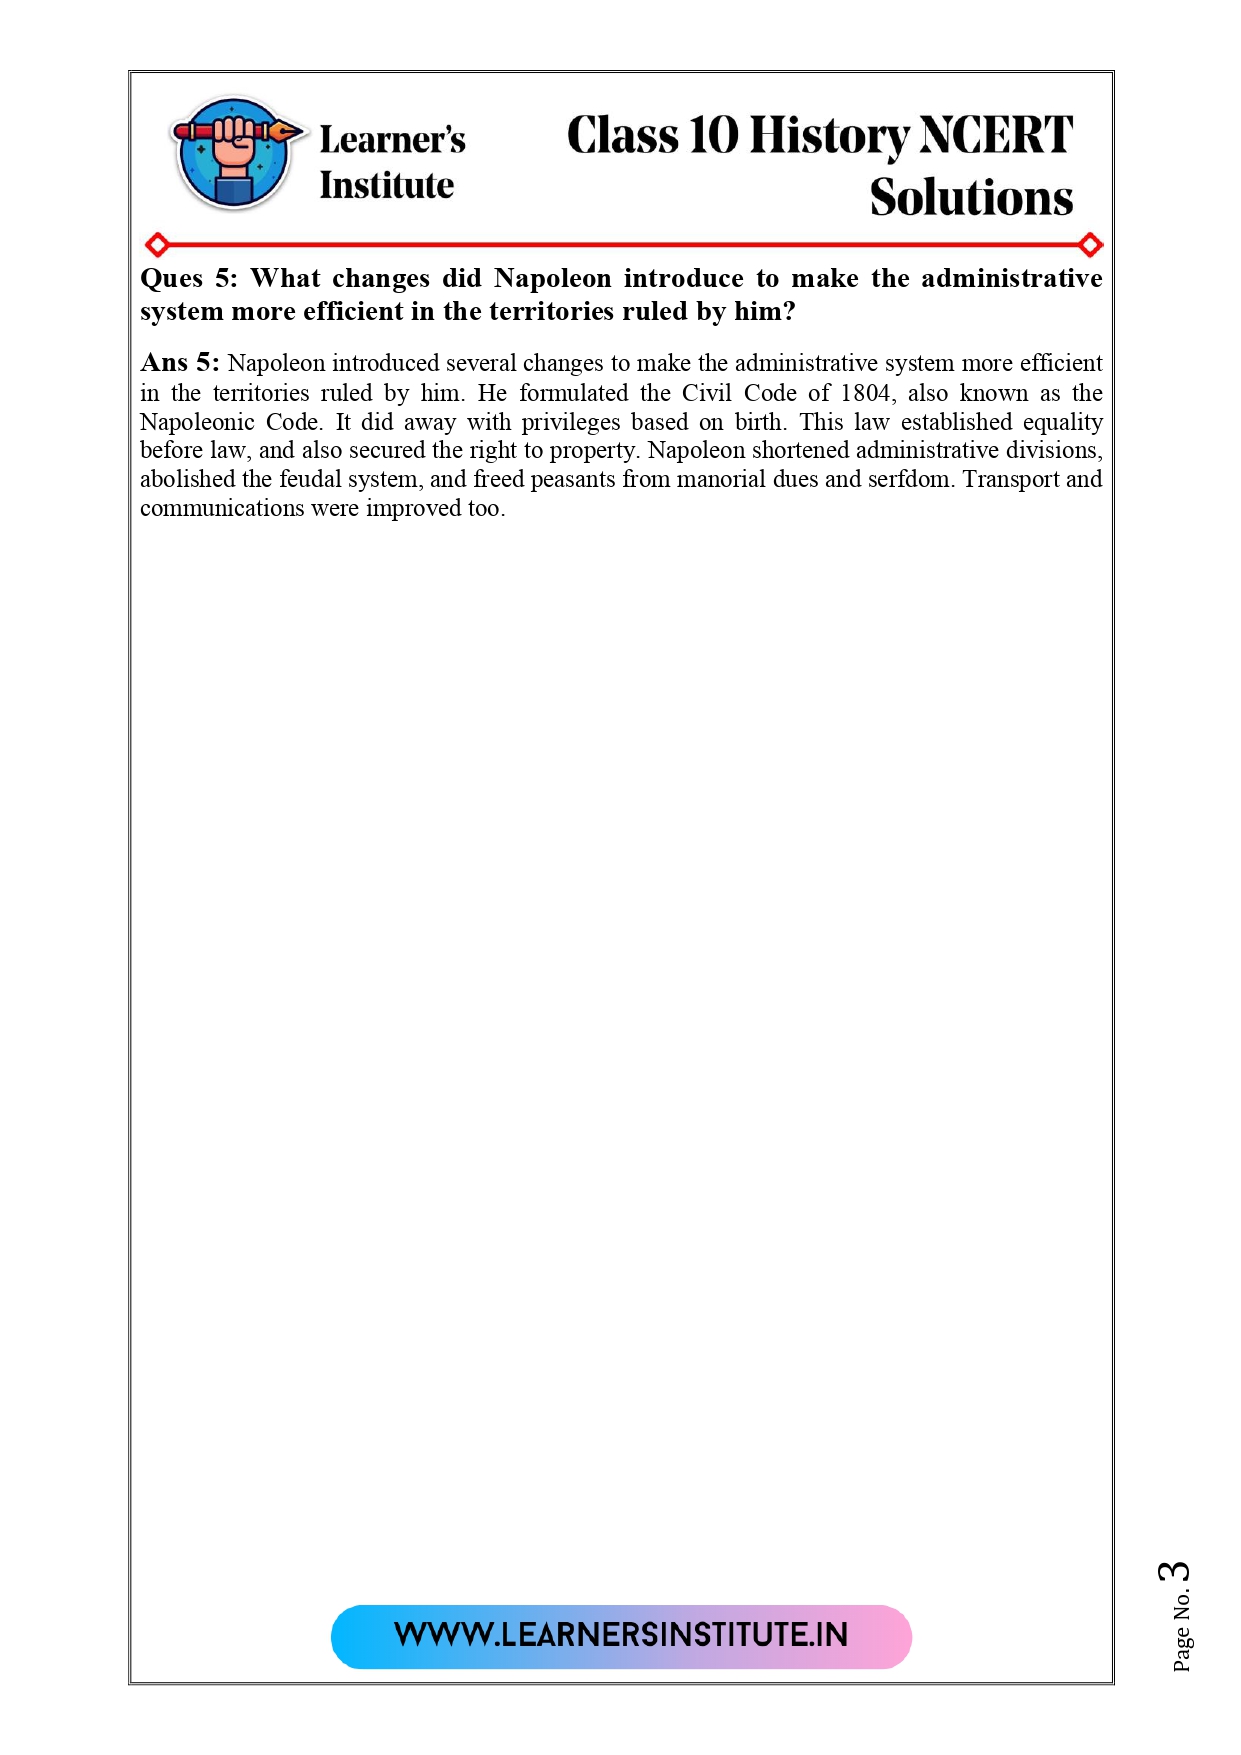 Learner's
Institute
Class 10 History NCERT
Solutions
Ques 5: What changes did Napoleon introduce to make the administrative
system more efficient in the territories ruled by him?
Ans 5: Napoleon introduced several changes to make the administrative system more efficient
in the territories ruled by him. He formulated the Civil Code of 1804, also known as the
Napoleonic Code. It did away with privileges based on birth. This law established equality
before law, and also secured the right to property. Napoleon shortened administrative divisions,
abolished the feudal system, and freed peasants from manorial dues and serfdom. Transport and
communications were improved too.
WWW.LEARNERSINSTITUTE.IN
Page No. 3